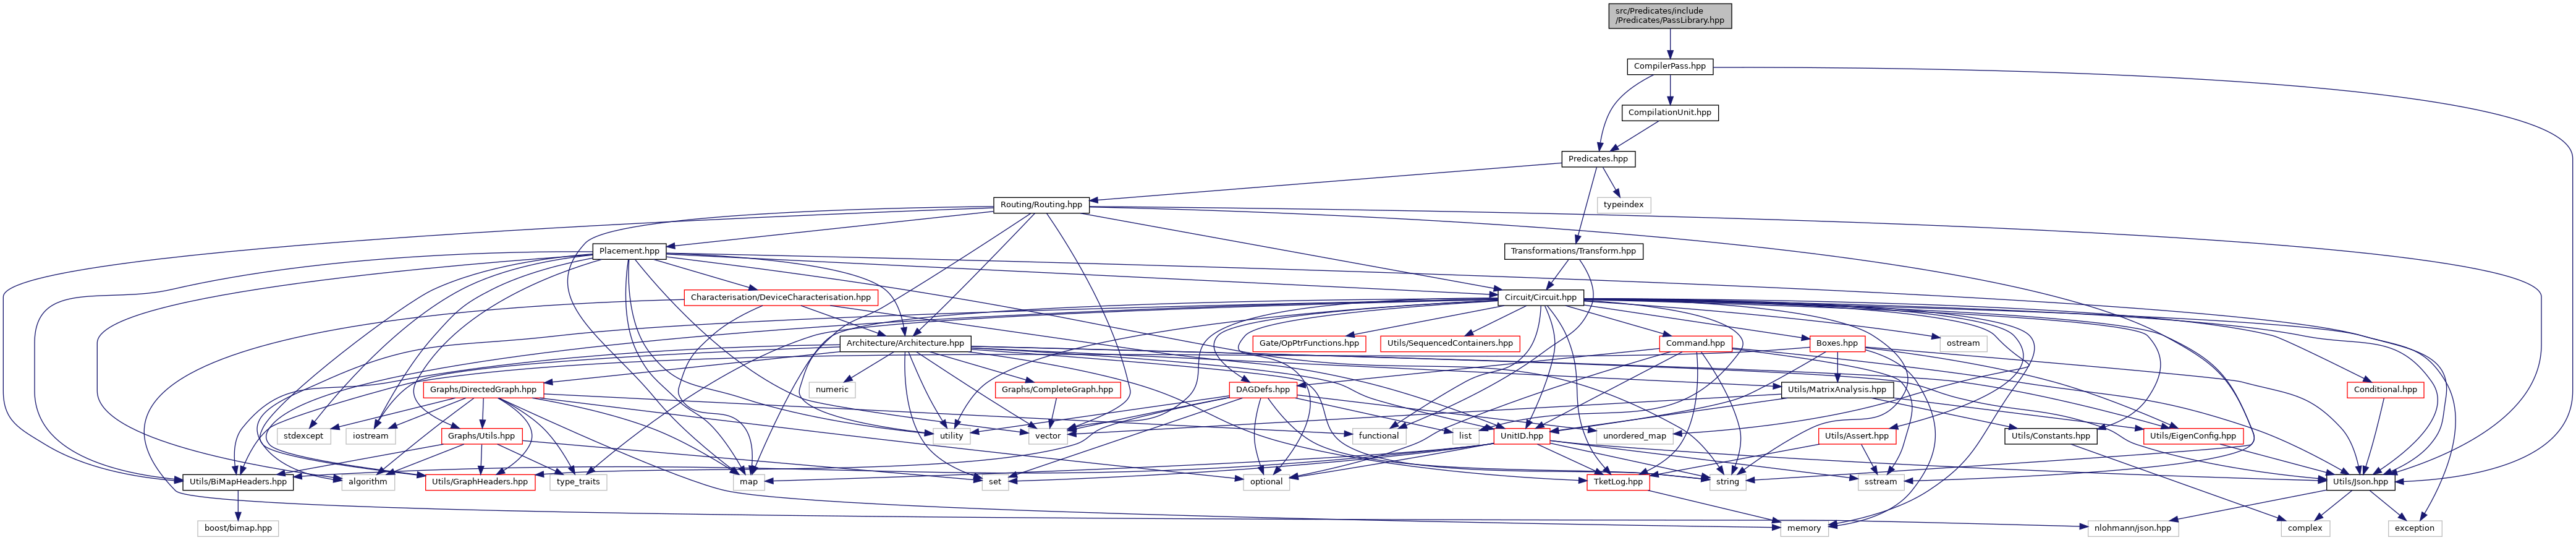 src/Predicates/include
/Predicates/PassLibrary.hpp
CompilerPass.hpp
CompilationUnit.hpp
Predicates.hpp
Routing/Routing.hpp
typeindex
Placement.hpp
Transformations/Transform.hpp
Characterisation/DeviceCharacterisation.hpp
Circuit/Circuit.hpp
Architecture/Architecture.hpp
Gate/OpPtrFunctions.hpp
Utils/SequencedContainers.hpp
Command.hpp
Boxes.hpp
ostream
Graphs/DirectedGraph.hpp
numeric
Graphs/CompleteGraph.hpp
DAGDefs.hpp
Utils/MatrixAnalysis.hpp
Conditional.hpp
stdexcept
iostream
Graphs/Utils.hpp
utility
vector
functional
list
UnitID.hpp
unordered_map
Utils/Assert.hpp
Utils/Constants.hpp
Utils/EigenConfig.hpp
Utils/BiMapHeaders.hpp
algorithm
Utils/GraphHeaders.hpp
type_traits
map
set
optional
TketLog.hpp
string
sstream
Utils/Json.hpp
boost/bimap.hpp
memory
nlohmann/json.hpp
complex
exception